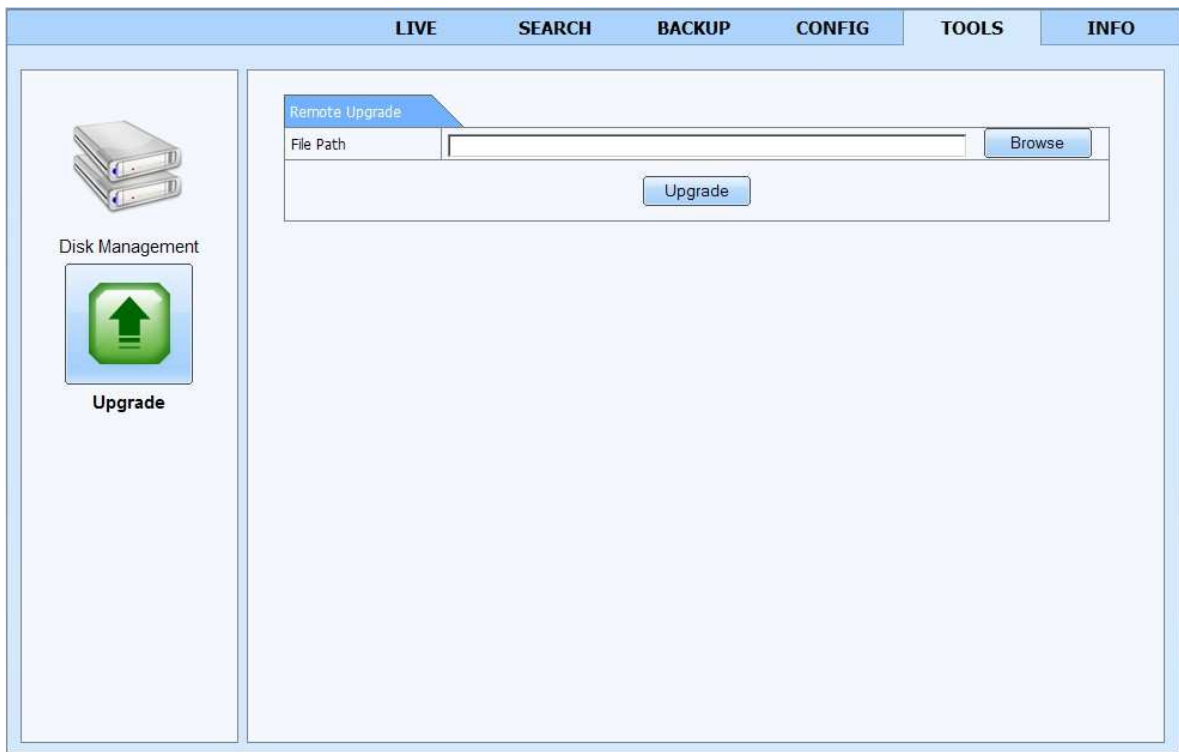 LIVE SEARCH BACKUP CONFIG TOOLS INFO
Disk Management
Upgrade
Remote Upgrade
File Path Browse
Upgrade